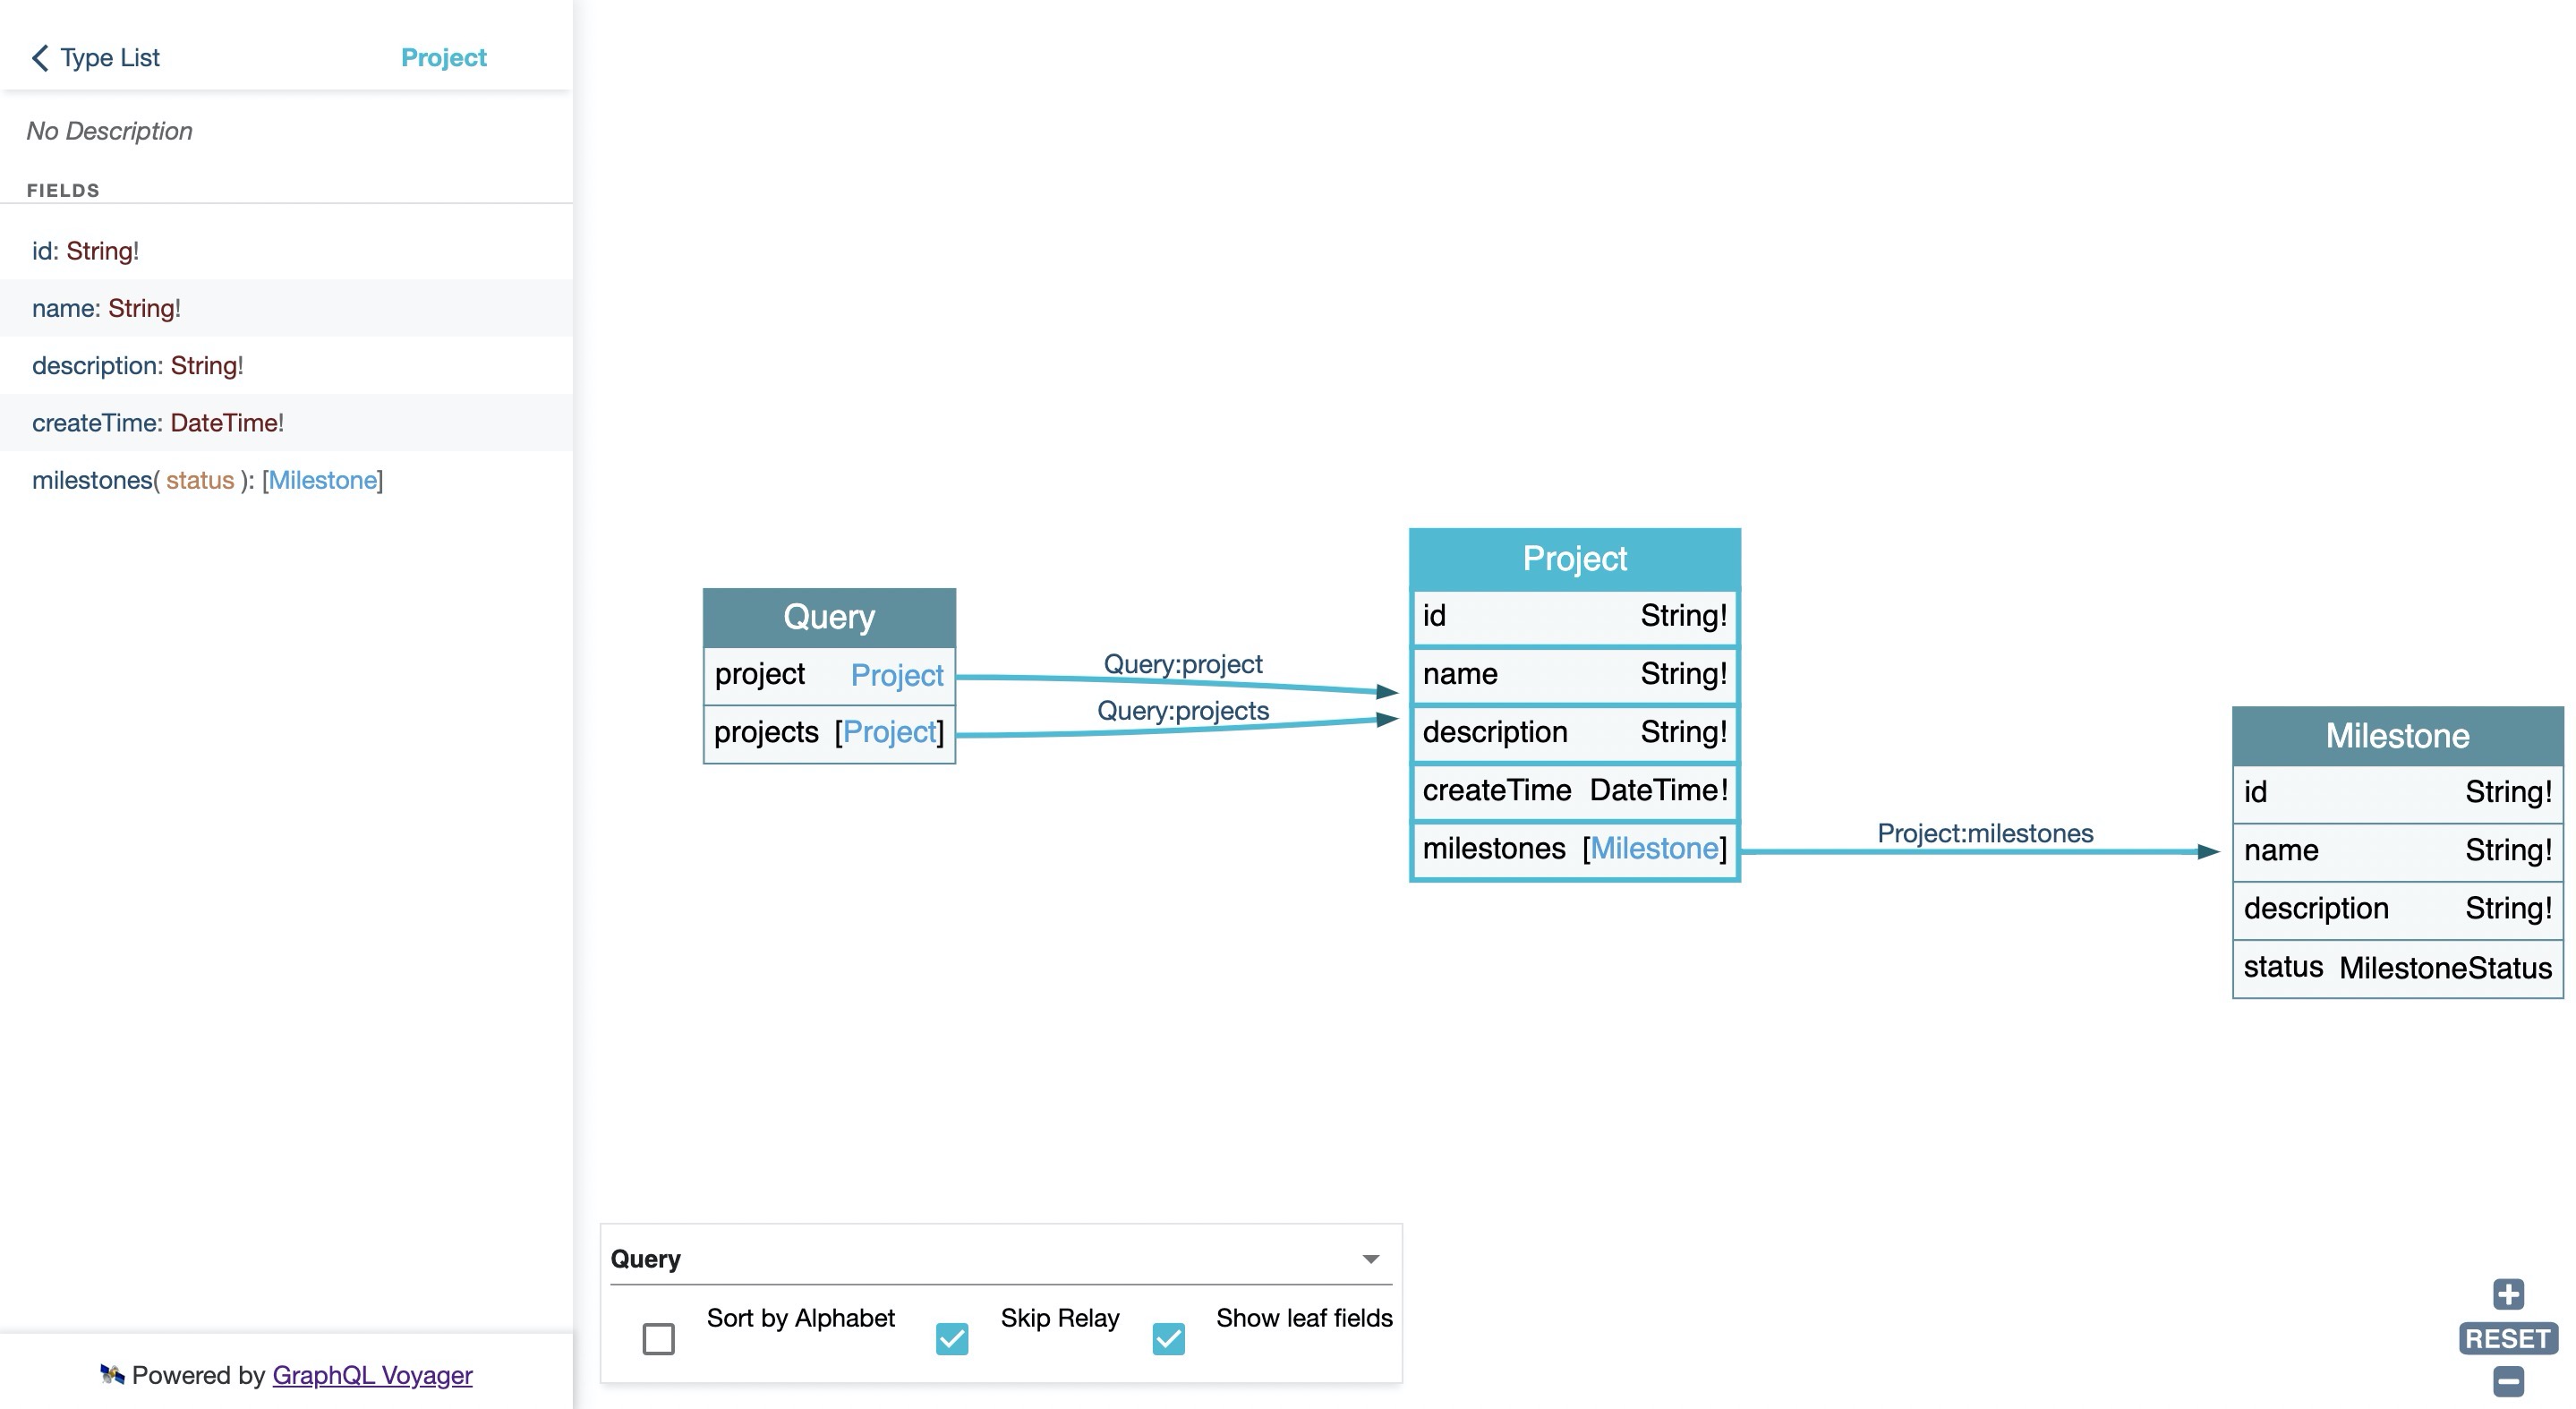 Type List
Project
No Description
FIELDS
id: String!
name: String!
description: String!
createTime: DateTime!
milestones( status ): [Milestone]
Powered by GraphQL Voyager
Query
project Project
projects [Project]
Query:project
Query:projects
Project
id String!
name String!
description String!
createTime DateTime!
milestones [Milestone]
Project:milestones
Milestone
id String!
name String!
description String!
status MilestoneStatus
Query
Sort by Alphabet
Skip Relay
Show leaf fields
RESET